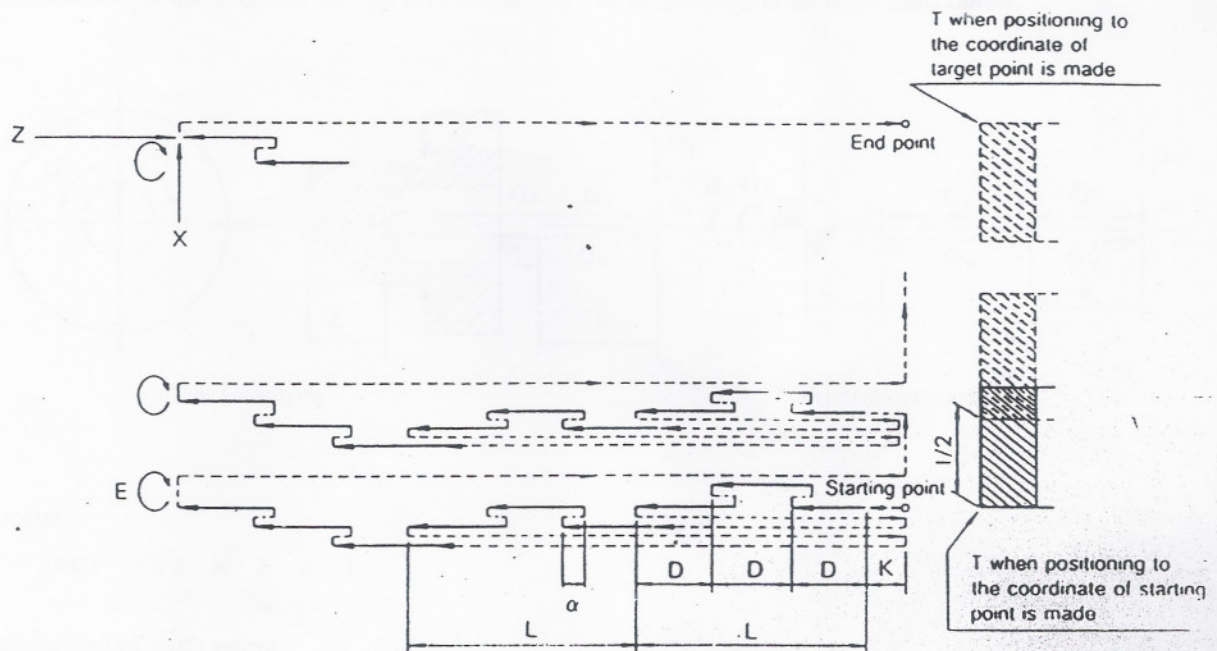 T when positioning to
the coordinate of
target point is made
Z
End point
X
I/2
E
Starting point
D
D
D
K
α
T when positioning to
the coordinate of starting
point is made
L
L